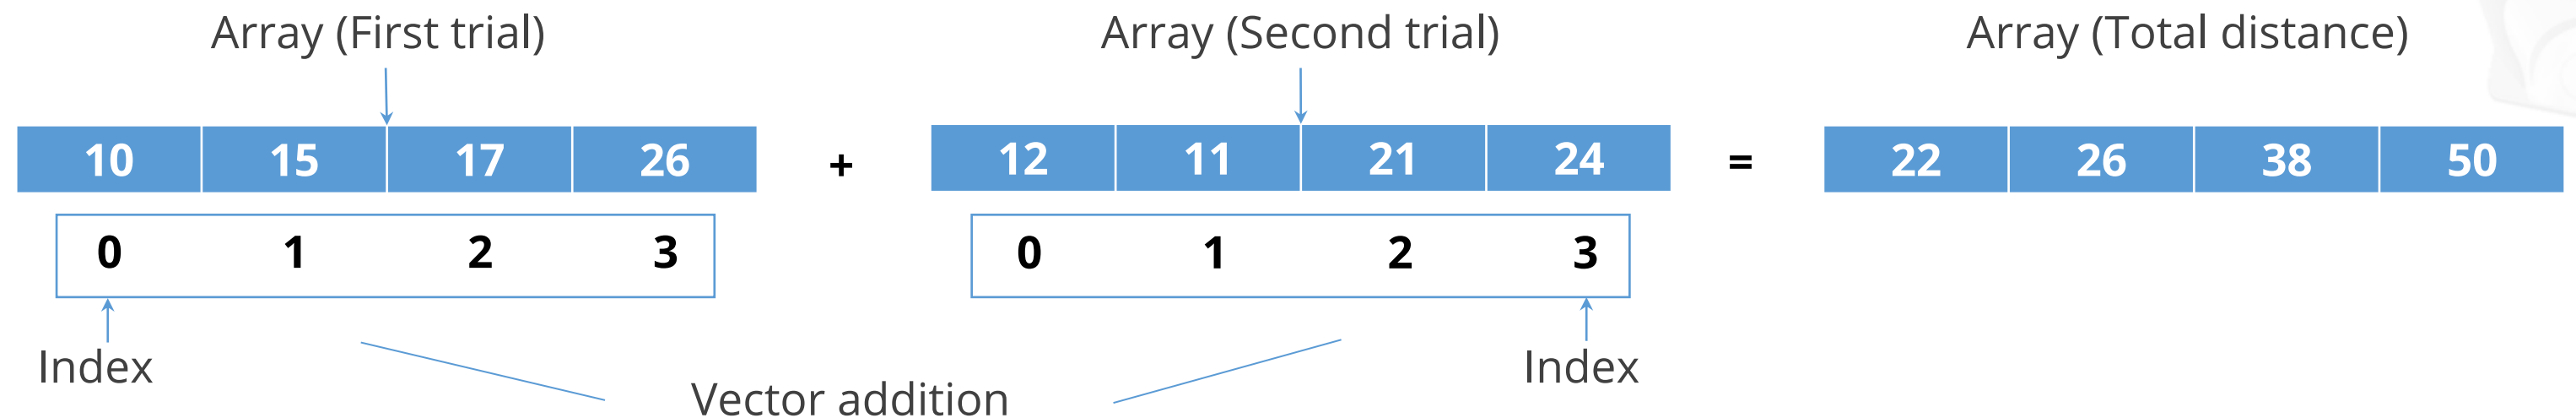 Array (First trial) Array (Second trial) Array (Total distance)
10 15 17 26 + 12 11 21 24 = 22 26 38 50
0 1 2 3 0 1 2 3
Index Index
Vector addition